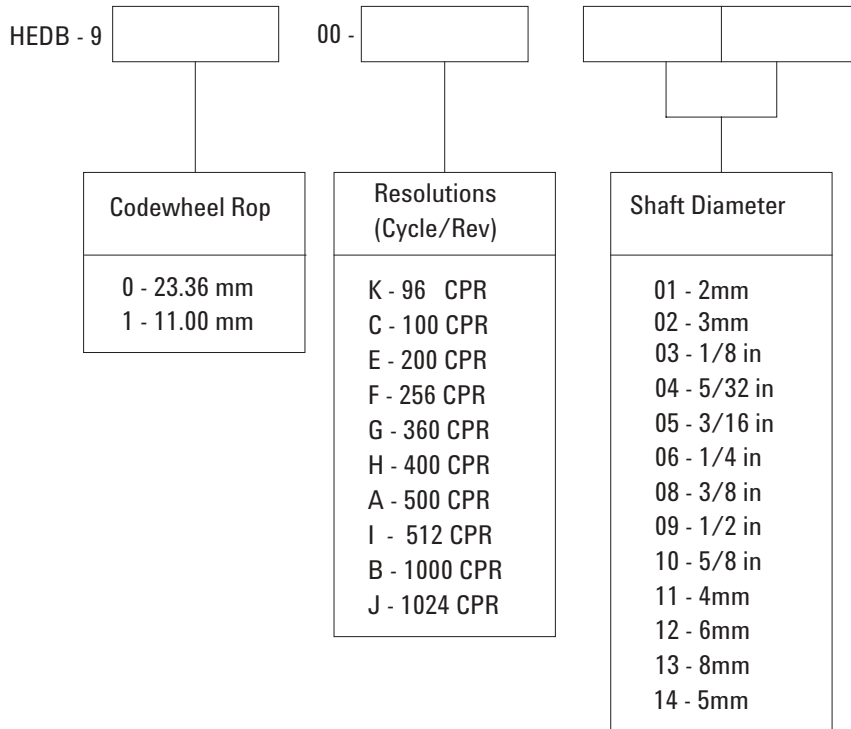 HEDB - 9 00 -
Codewheel Rop
0 - 23.36 mm
1 - 11.00 mm
Resolutions
(Cycle/Rev)
K - 96 CPR
C - 100 CPR
E - 200 CPR
F - 256 CPR
G - 360 CPR
H - 400 CPR
A - 500 CPR
I - 512 CPR
B - 1000 CPR
J - 1024 CPR
Shaft Diameter
01 - 2mm
02 - 3mm
03 - 1/8 in
04 - 5/32 in
05 - 3/16 in
06 - 1/4 in
08 - 3/8 in
09 - 1/2 in
10 - 5/8 in
11 - 4mm
12 - 6mm
13 - 8mm
14 - 5mm